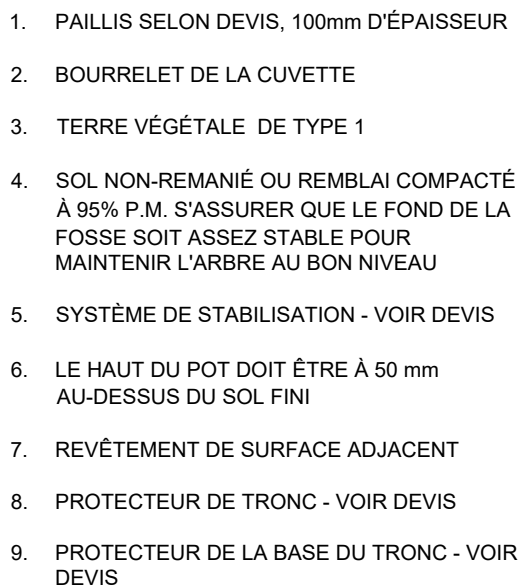 1. PAILLIS SELON DEVIS, 100mm D'ÉPAISSEUR
2. BOURRELET DE LA CUVETTE
3. TERRE VÉGÉTALE DE TYPE 1
4. SOL NON-REMANIÉ OU REMBLAI COMPACTÉ
À 95% P.M. S'ASSURER QUE LE FOND DE LA
FOSSE SOIT ASSEZ STABLE POUR
MAINTENIR L'ARBRE AU BON NIVEAU
5. SYSTÈME DE STABILISATION - VOIR DEVIS
6. LE HAUT DU POT DOIT ÊTRE À 50 mm
AU-DESSUS DU SOL FINI
7. REVÊTEMENT DE SURFACE ADJACENT
8. PROTECTEUR DE TRONC - VOIR DEVIS
9. PROTECTEUR DE LA BASE DU TRONC - VOIR
DEVIS